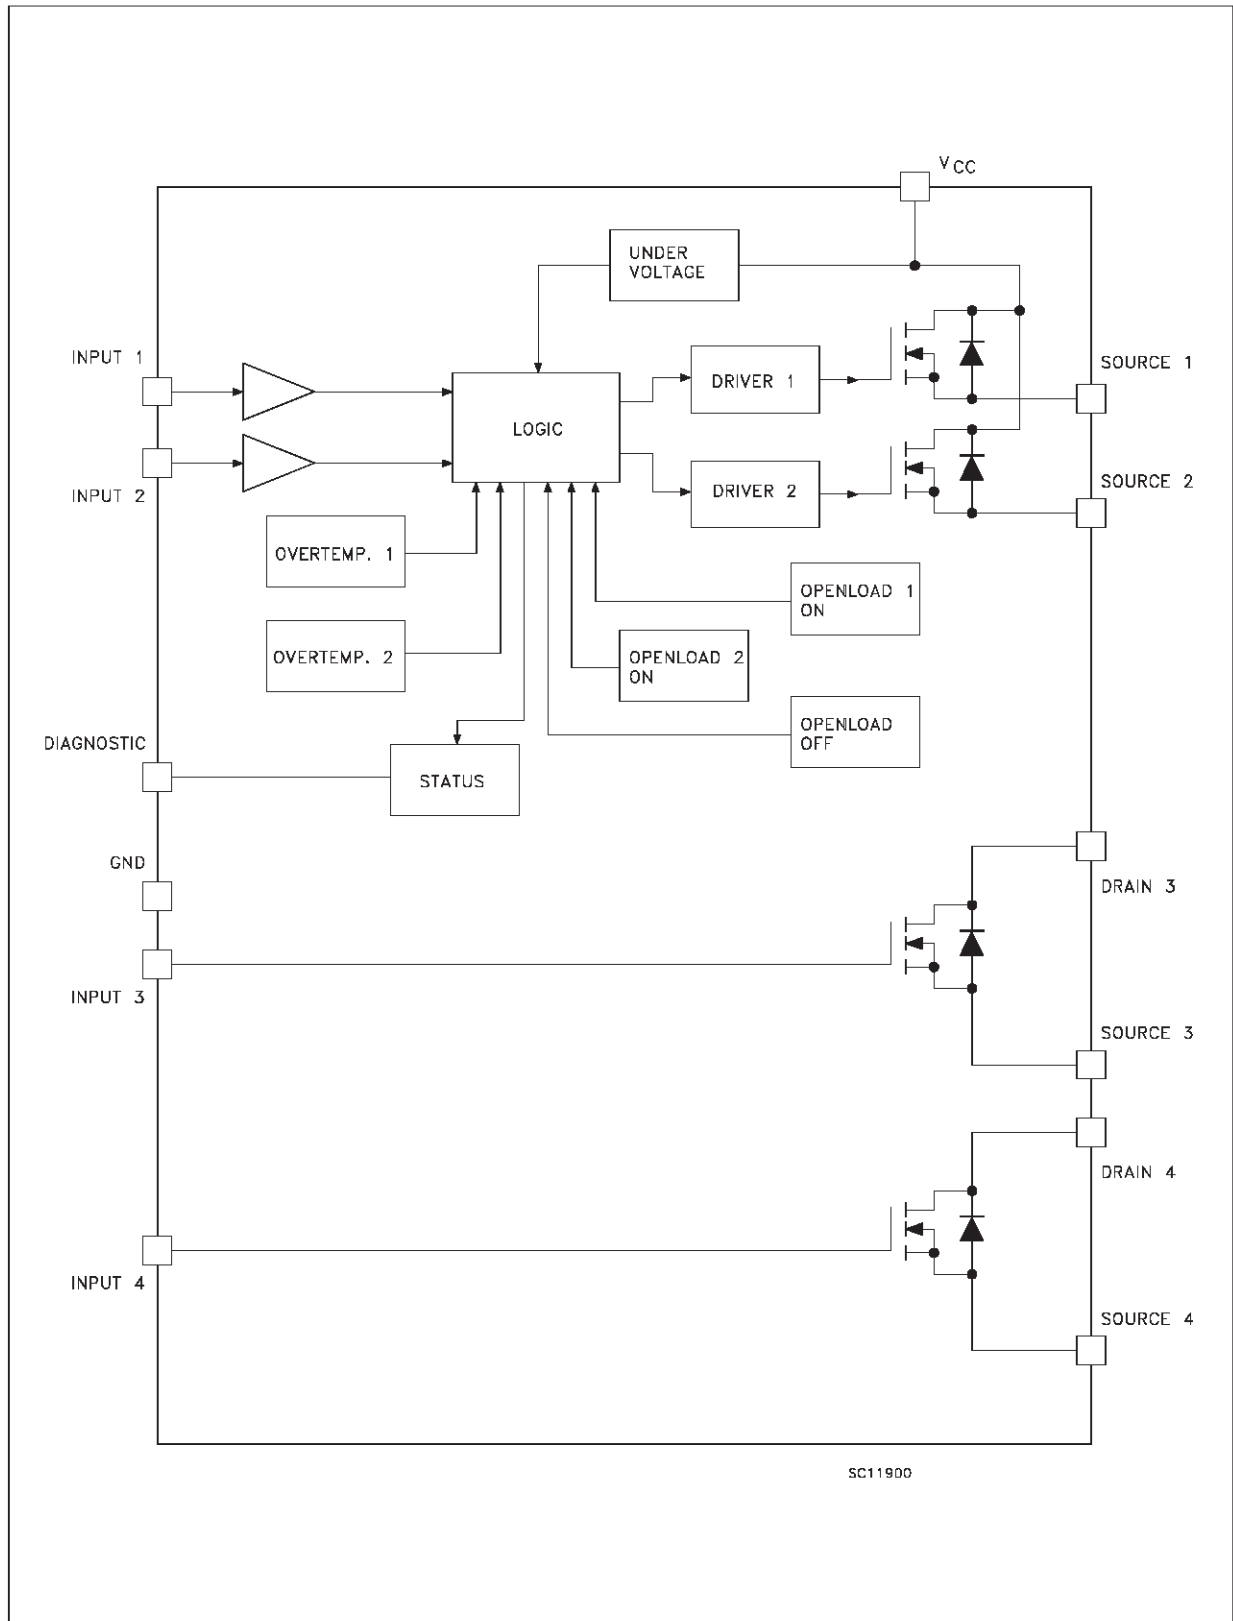 VCC
UNDER
VOLTAGE
INPUT 1
SOURCE 1
DRIVER 1
LOGIC
INPUT 2
SOURCE 2
DRIVER 2
OVERTEMP. 1
OPENLOAD 1
ON
OVERTEMP. 2
OPENLOAD 2
ON
OPENLOAD
OFF
DIAGNOSTIC
STATUS
GND
DRAIN 3
INPUT 3
SOURCE 3
DRAIN 4
INPUT 4
SOURCE 4
SC11900